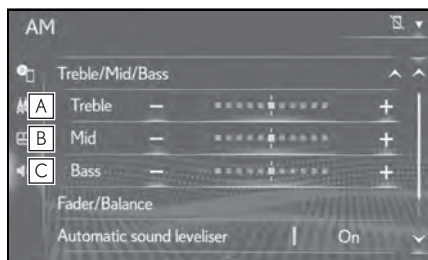 AM
Treble/Mid/Bass
A Treble − +
B Mid − +
C Bass − +
Fader/Balance
Automatic sound leveliser On